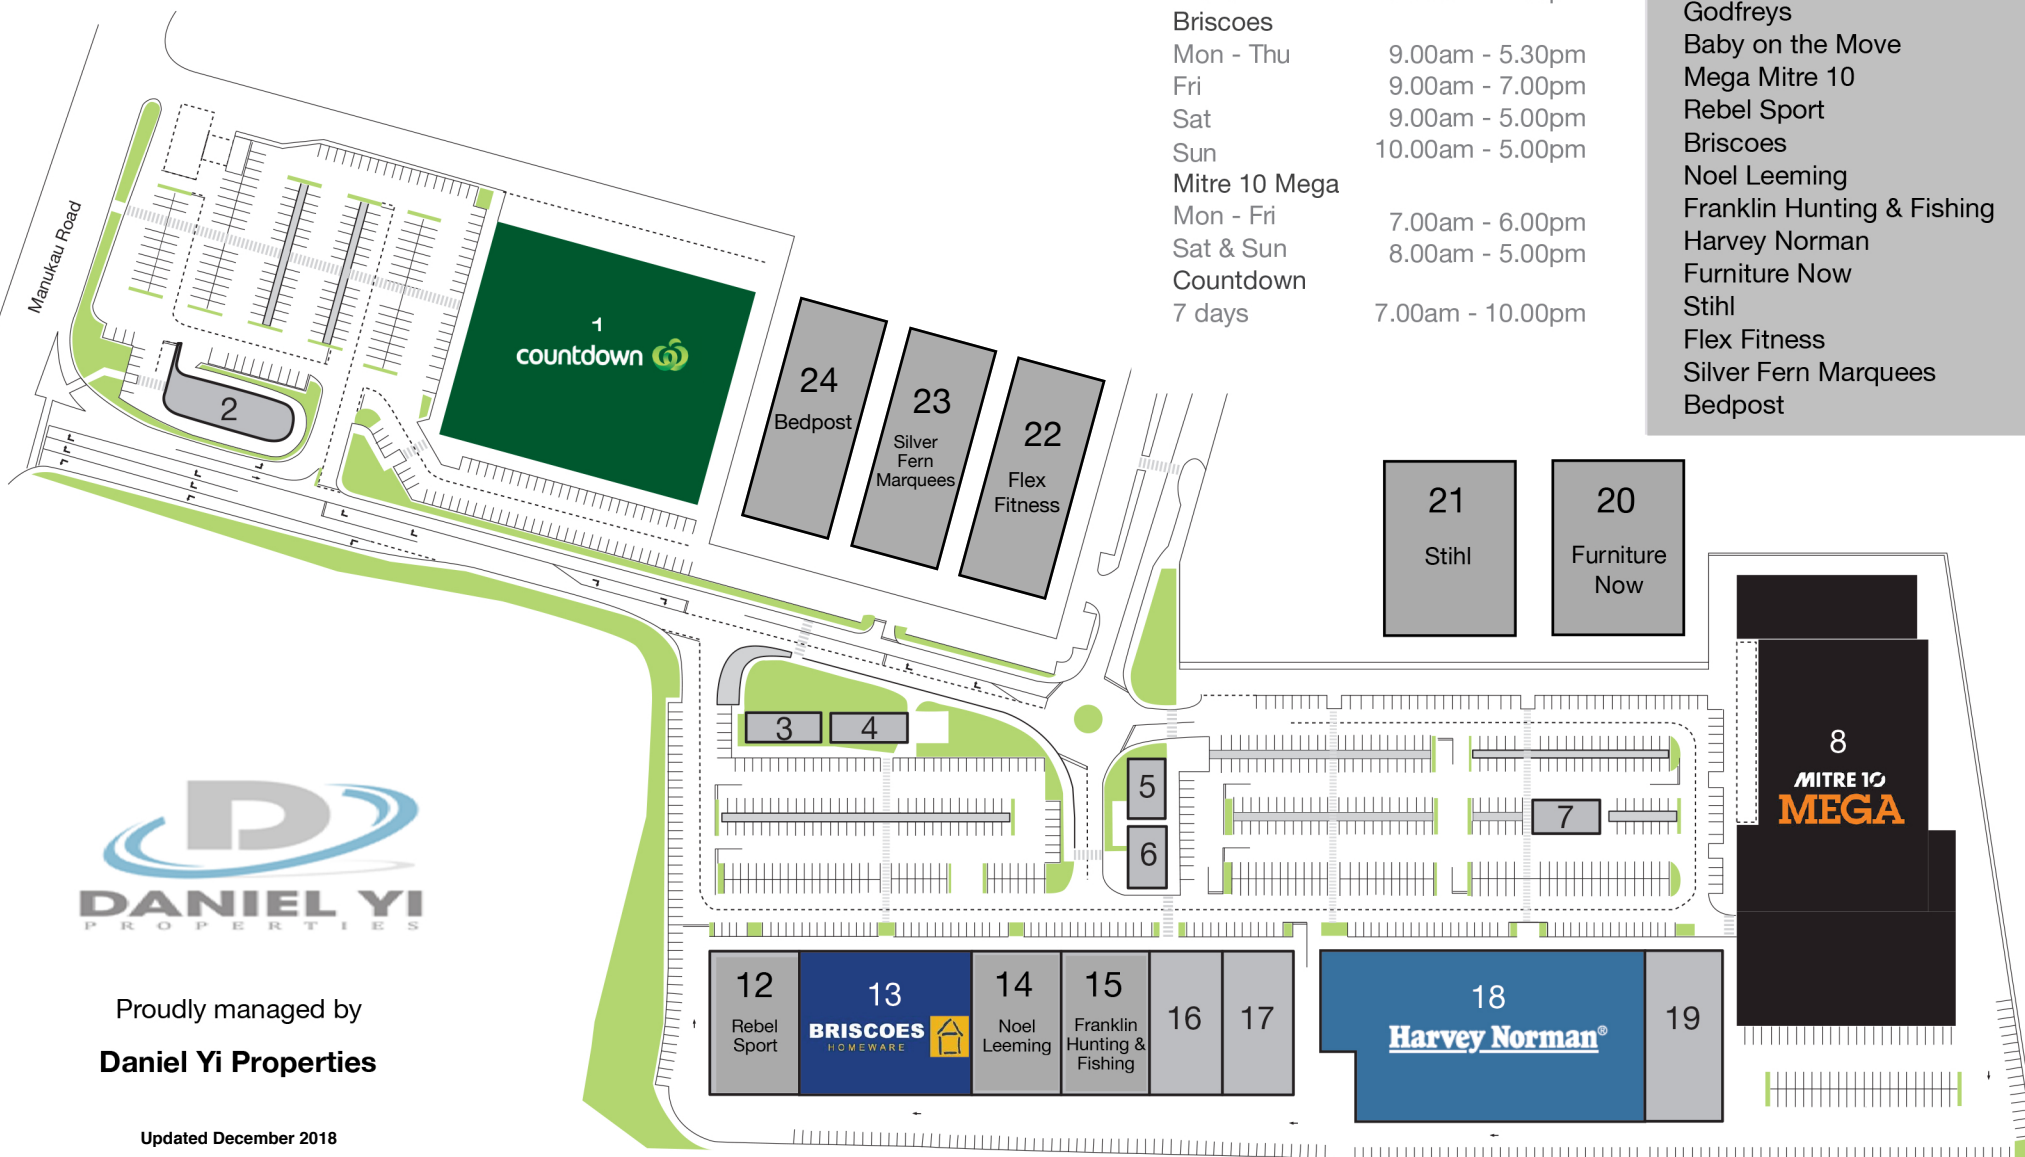 Briscoes
Mon - Thu 9.00am - 5.30pm
Fri 9.00am - 7.00pm
Sat 9.00am - 5.00pm
Sun 10.00am - 5.00pm
Mitre 10 Mega
Mon - Fri 7.00am - 6.00pm
Sat & Sun 8.00am - 5.00pm
Countdown
7 days 7.00am - 10.00pm
Godfreys
Baby on the Move
Mega Mitre 10
Rebel Sport
Briscoes
Noel Leeming
Franklin Hunting & Fishing
Harvey Norman
Furniture Now
Stihl
Flex Fitness
Silver Fern Marquees
Bedpost
Manukau Road
1
countdown
2
24
Bedpost
23
Silver
Fern
Marquees
22
Flex
Fitness
21
Stihl
20
Furniture
Now
3
4
5
6
7
8
MITRE 10
MEGA
12
Rebel
Sport
13
BRISCOES
HOMEWARE
14
Noel
Leeming
15
Franklin
Hunting &
Fishing
16
17
18
Harvey Norman®
19
D
DANIEL YI
PROPERTIES
Proudly managed by
Daniel Yi Properties
Updated December 2018